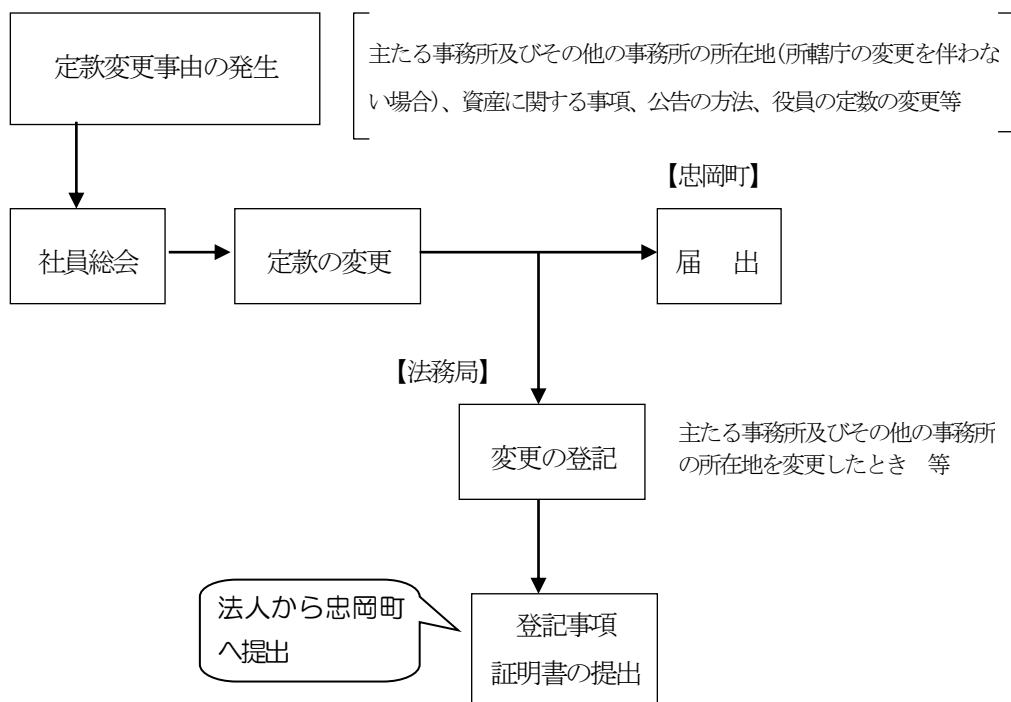 定款変更事由の発生
主たる事務所及びその他の事務所の所在地(所轄庁の変更を伴わな
い場合)、資産に関する事項、公告の方法、役員の定数の変更等
【忠岡町】
社員総会
定款の変更
届　出
【法務局】
変更の登記
主たる事務所及びその他の事務所
の所在地を変更したとき　等
法人から忠岡町
へ提出
登記事項
証明書の提出